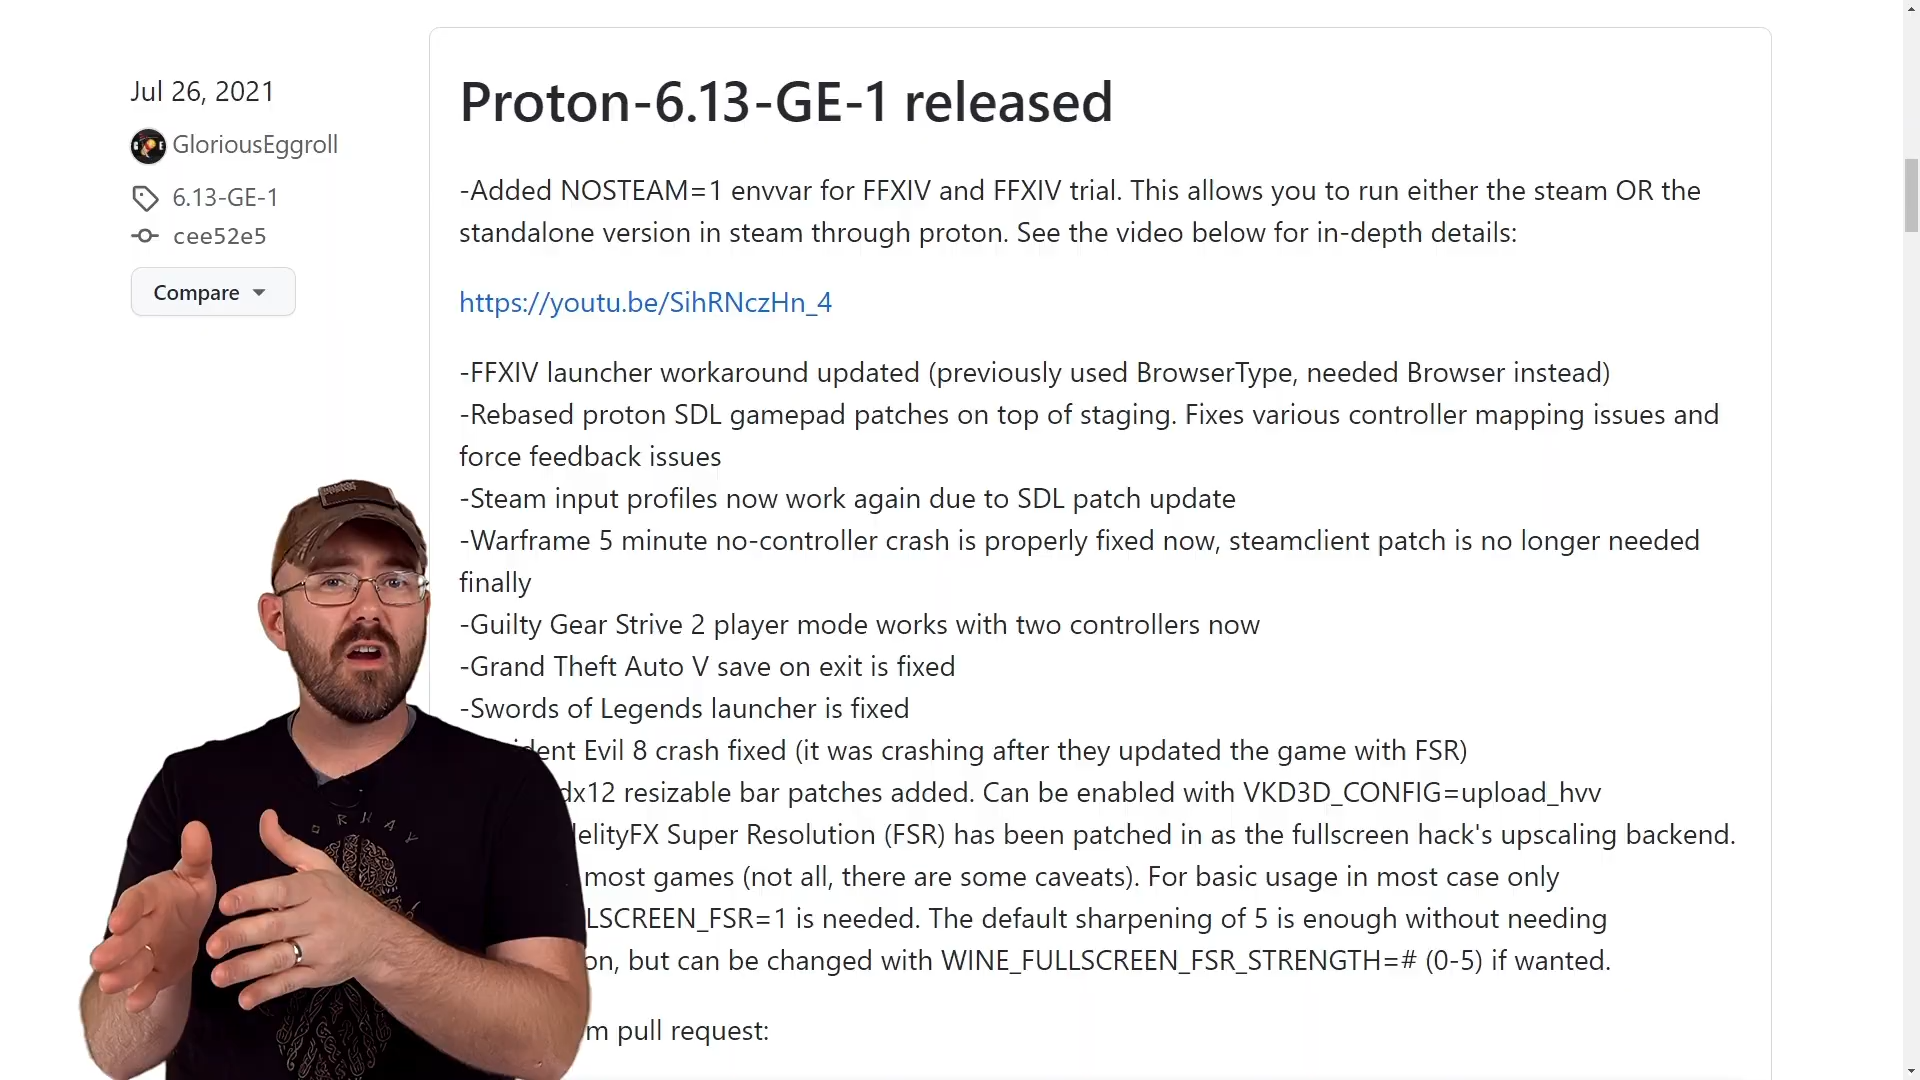 Jul 26, 2021
GloriousEggroll
6.13-GE-1
cee52e5
Compare
Proton-6.13-GE-1 released
-Added NOSTEAM=1 envvar for FFXIV and FFXIV trial. This allows you to run either the steam OR the
standalone version in steam through proton. See the video below for in-depth details:
https://youtu.be/SihRNczHn_4
-FFXIV launcher workaround updated (previously used BrowserType, needed Browser instead)
-Rebased proton SDL gamepad patches on top of staging. Fixes various controller mapping issues and
force feedback issues
-Steam input profiles now work again due to SDL patch update
-Warframe 5 minute no-controller crash is properly fixed now, steamclient patch is no longer needed
finally
-Guilty Gear Strive 2 player mode works with two controllers now
-Grand Theft Auto V save on exit is fixed
-Swords of Legends launcher is fixed
ident Evil 8 crash fixed (it was crashing after they updated the game with FSR)
dx12 resizable bar patches added. Can be enabled with VKD3D_CONFIG=upload_hvv
delityFX Super Resolution (FSR) has been patched in as the fullscreen hack's upscaling backend.
most games (not all, there are some caveats). For basic usage in most case only
LSCREEN_FSR=1 is needed. The default sharpening of 5 is enough without needing
on, but can be changed with WINE_FULLSCREEN_FSR_STRENGTH=# (0-5) if wanted.
m pull request: